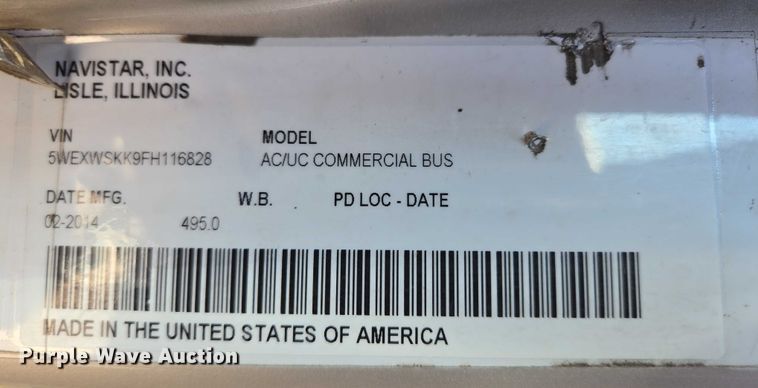 NAVISTAR, INC.
LISLE, ILLINOIS
VIN MODEL
5WEXWSKK9FH116828 AC/UC COMMERCIAL BUS
DATE MFG. W.B. PD LOC - DATE
02-2014 495.0
MADE IN THE UNITED STATES OF AMERICA
Purple Wave Auction